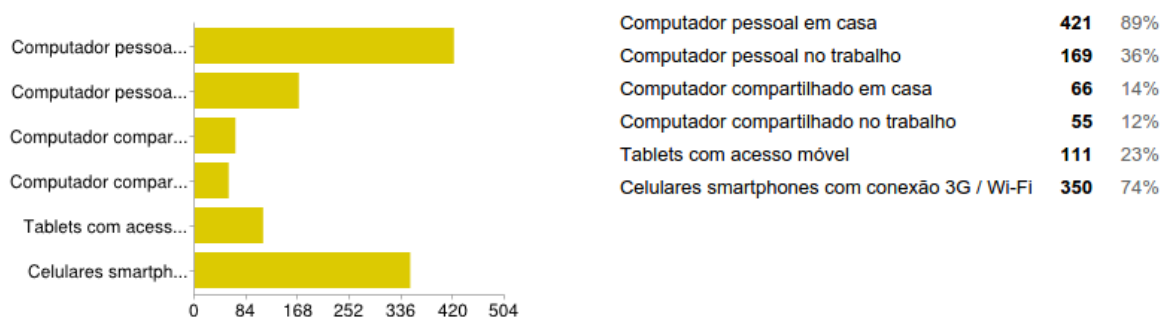 Computador pessoa...
Computador pessoa...
Computador compar...
Computador compar...
Tablets com acess...
Celulares smartph...
0 84 168 252 336 420 504
Computador pessoal em casa 421 89%
Computador pessoal no trabalho 169 36%
Computador compartilhado em casa 66 14%
Computador compartilhado no trabalho 55 12%
Tablets com acesso móvel 111 23%
Celulares smartphones com conexão 3G / Wi-Fi 350 74%